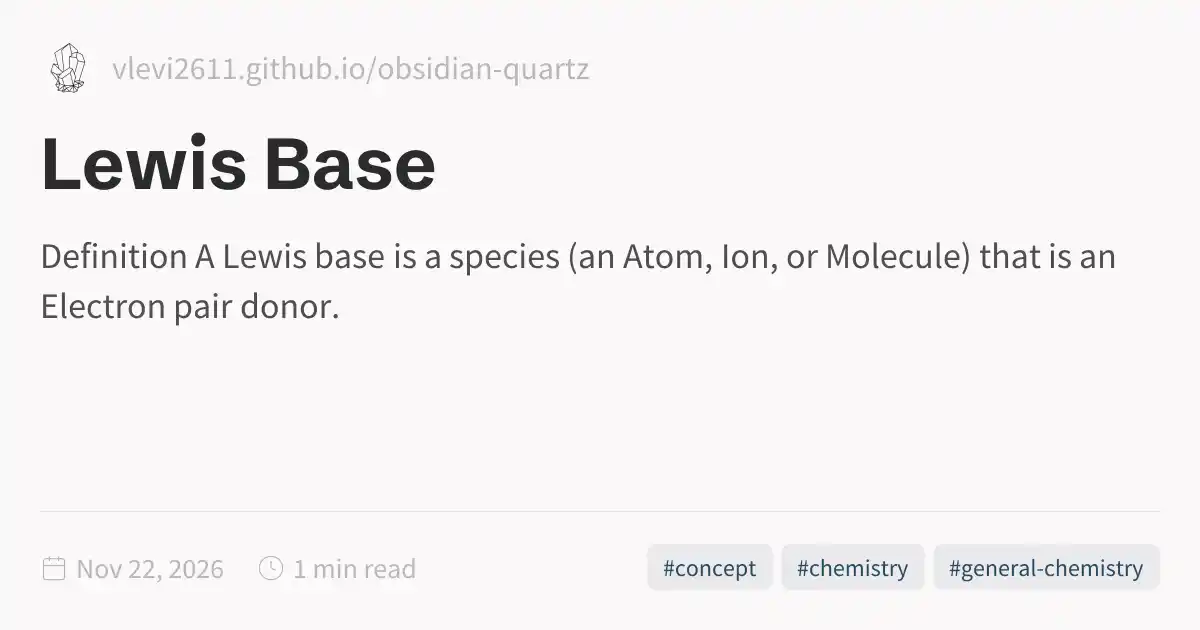 vlevi2611.github.io/obsidian-quartz
Lewis Base
Definition A Lewis base is a species (an Atom, Ion, or Molecule) that is an
Electron pair donor.
Nov 22, 2026 1 min read #concept #chemistry #general-chemistry